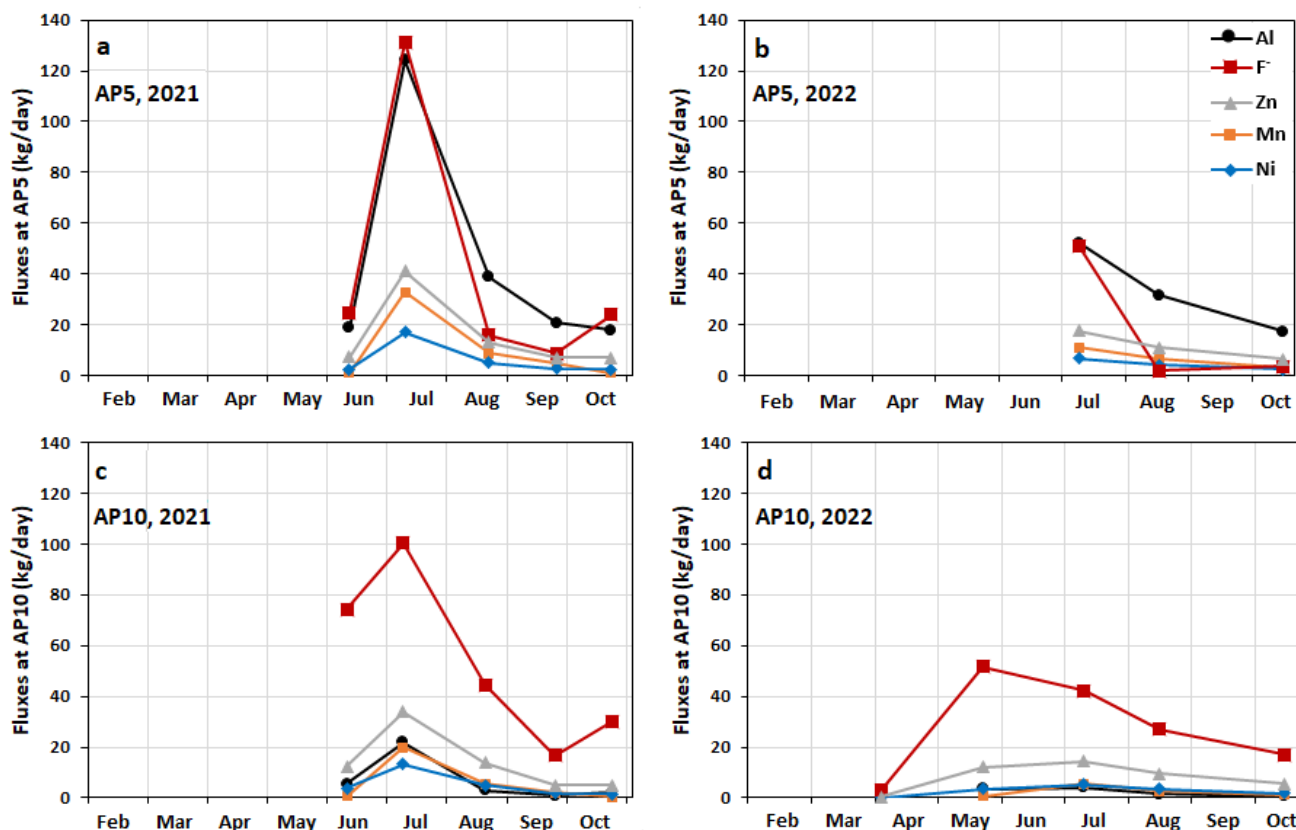 140
120
100
80
60
40
20
0
Fluxes at AP5 (kg/day)
a
AP5, 2021
Feb Mar Apr May Jun Jul Aug Sep Oct
140
120
100
80
60
40
20
0
Fluxes at AP5 (kg/day)
b
AP5, 2022
Al
F⁻
Zn
Mn
Ni
Feb Mar Apr May Jun Jul Aug Sep Oct
140
120
100
80
60
40
20
0
Fluxes at AP10 (kg/day)
c
AP10, 2021
Feb Mar Apr May Jun Jul Aug Sep Oct
140
120
100
80
60
40
20
0
Fluxes at AP10 (kg/day)
d
AP10, 2022
Feb Mar Apr May Jun Jul Aug Sep Oct